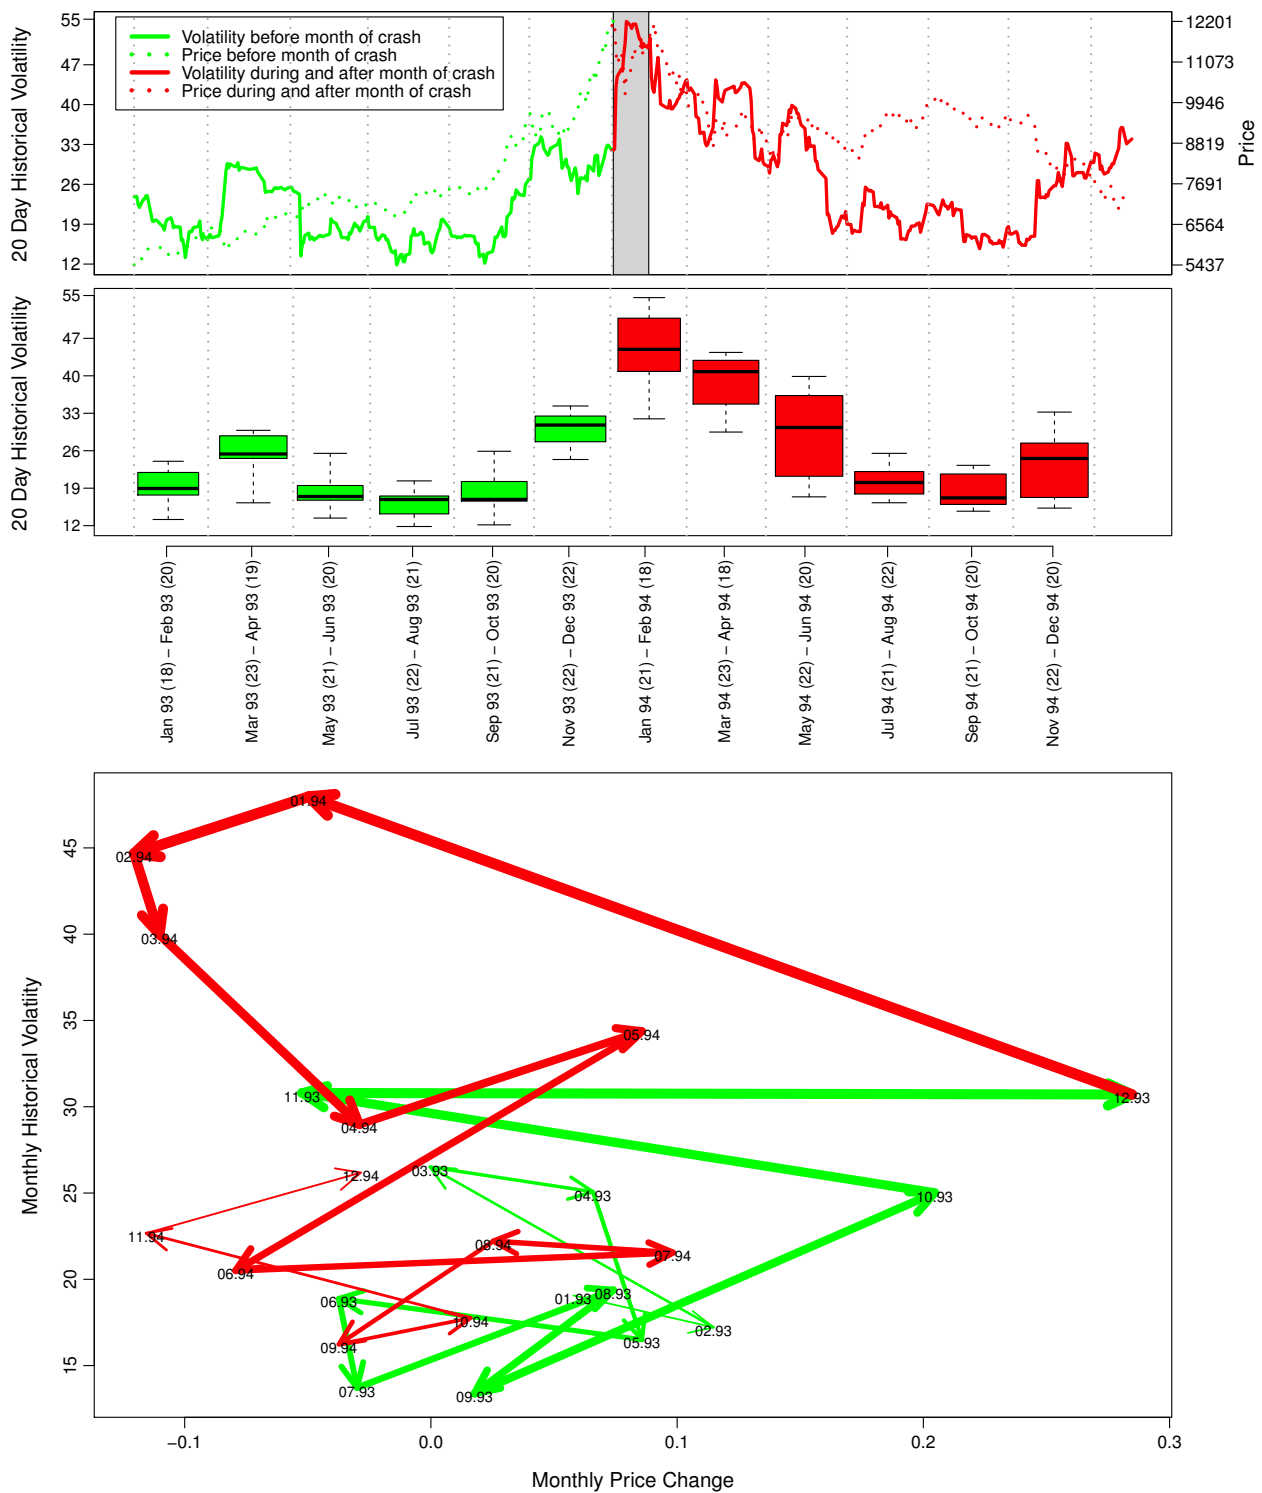 20 Day Historical Volatility
55
47
40
33
26
19
12
Volatility before month of crash
Price before month of crash
Volatility during and after month of crash
Price during and after month of crash
12201
11073
9946
8819
7691
6564
5437
Price
20 Day Historical Volatility
55
47
40
33
26
19
12
Jan 93 (18) − Feb 93 (20)
Mar 93 (23) − Apr 93 (19)
May 93 (21) − Jun 93 (20)
Jul 93 (22) − Aug 93 (21)
Sep 93 (21) − Oct 93 (20)
Nov 93 (22) − Dec 93 (22)
Jan 94 (21) − Feb 94 (18)
Mar 94 (23) − Apr 94 (18)
May 94 (22) − Jun 94 (20)
Jul 94 (21) − Aug 94 (22)
Sep 94 (21) − Oct 94 (20)
Nov 94 (22) − Dec 94 (20)
Monthly Historical Volatiity
45
40
35
30
25
20
15
01.94
02.94
03.94
05.94
11.93
12.93
04.94
03.93
12.94
04.93
10.93
11.94
08.94
07.94
06.94
06.93
01.93
08.93
10.94
02.93
09.94
05.93
07.93
09.93
−0.1
0.0
0.1
0.2
0.3
Monthly Price Change